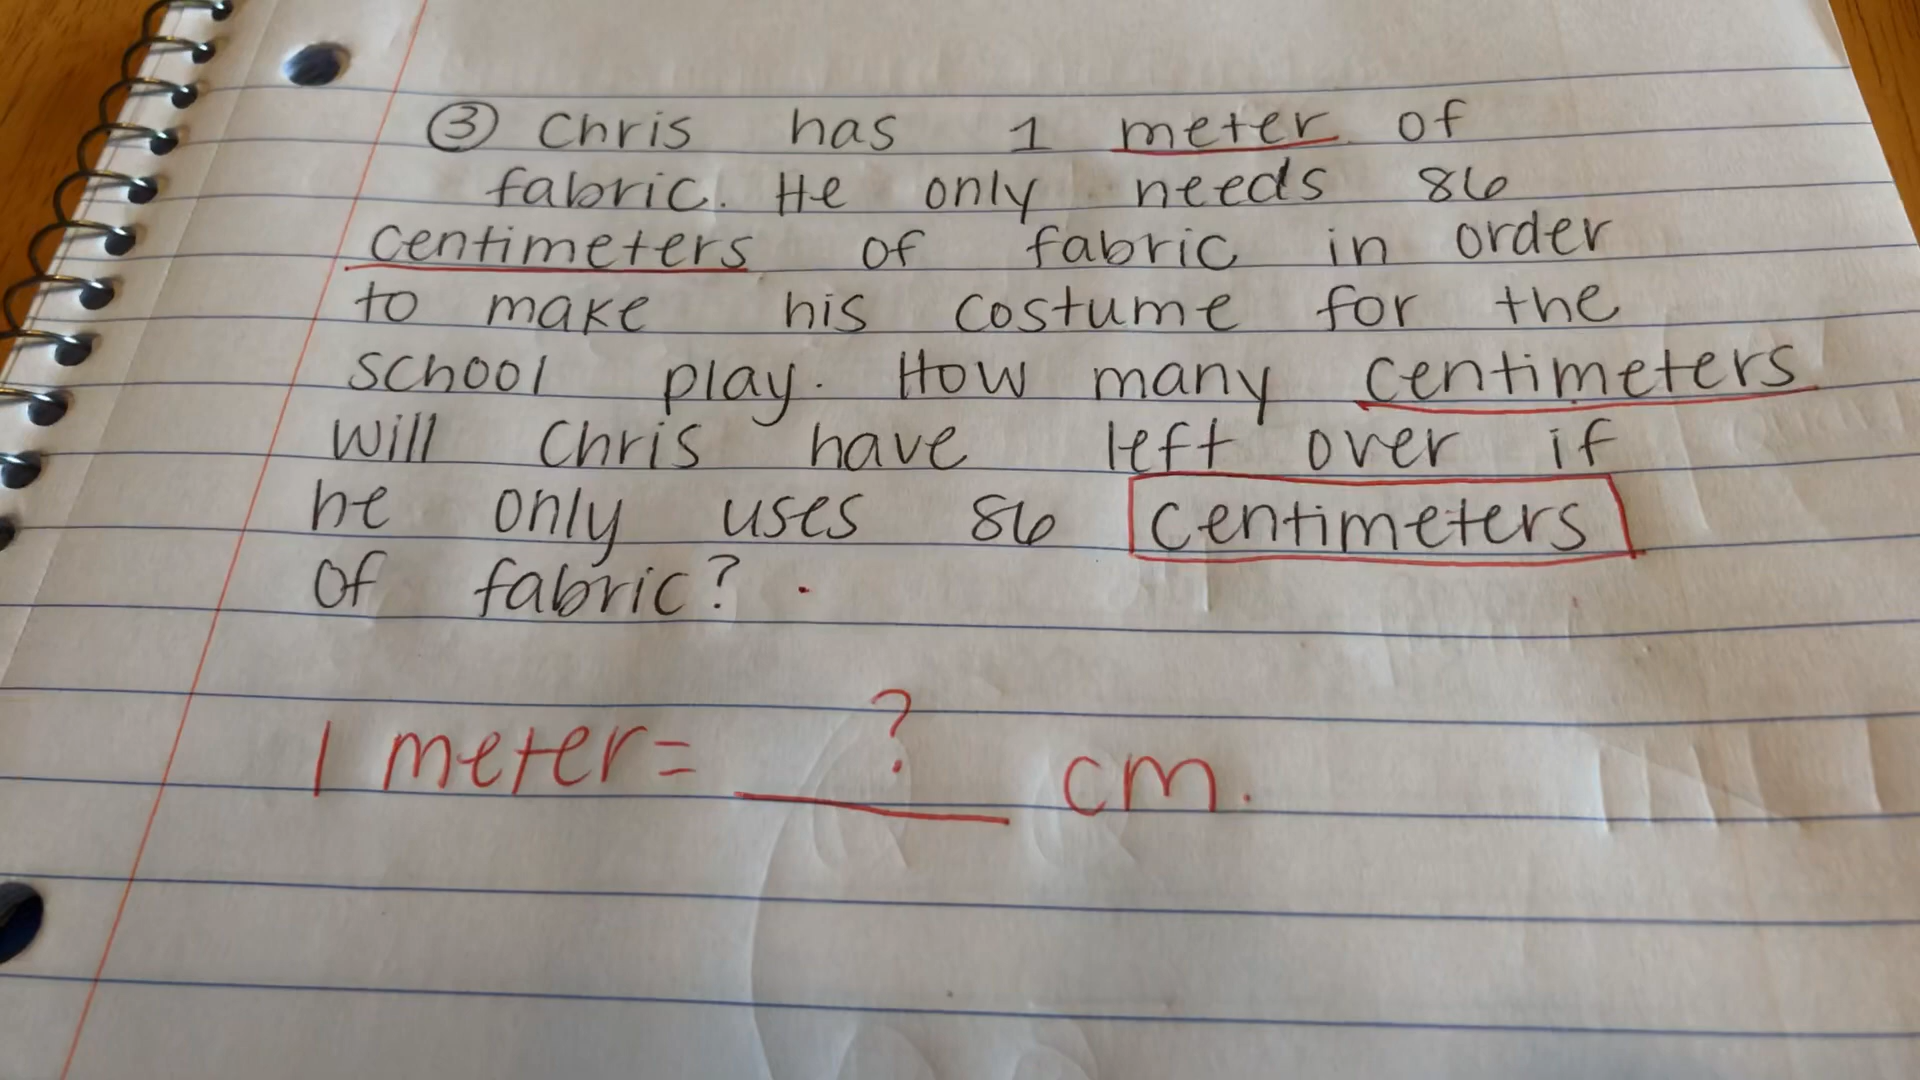 ③ Chris has 1 meter of
fabric. He only needs 86
centimeters of fabric in order
to make his costume for the
school play. How many centimeters
will Chris have left over if
he only uses 86 centimeters
of fabric?
1 meter = ? cm.